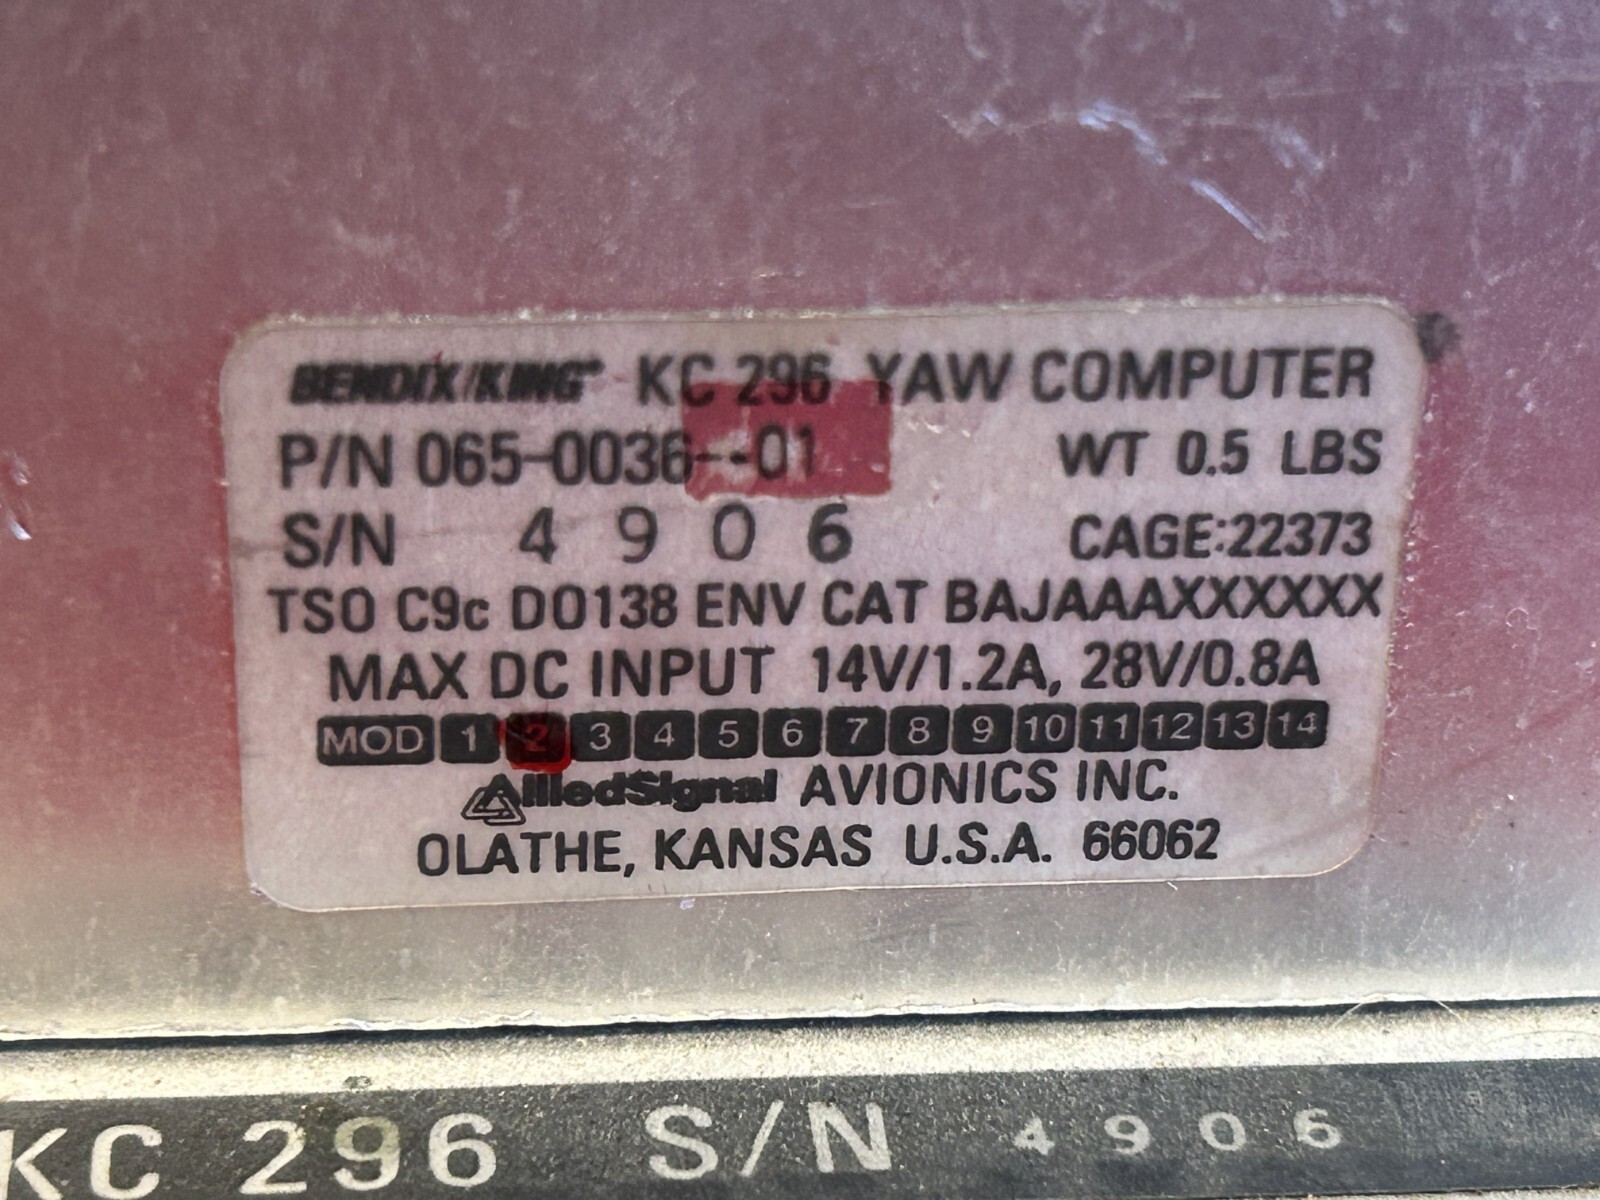 BENDIX/KING KC 296 YAW COMPUTER
P/N 065-0036--01 WT 0.5 LBS
S/N 4906 CAGE:22373
TSO C9c DO138 ENV CAT BAJAAAXXXXXX
MAX DC INPUT 14V/1.2A, 28V/0.8A
MOD 1 2 3 4 5 6 7 8 9 10 11 12 13 14
AlliedSignal AVIONICS INC.
OLATHE, KANSAS U.S.A. 66062
KC 296 S/N 4906